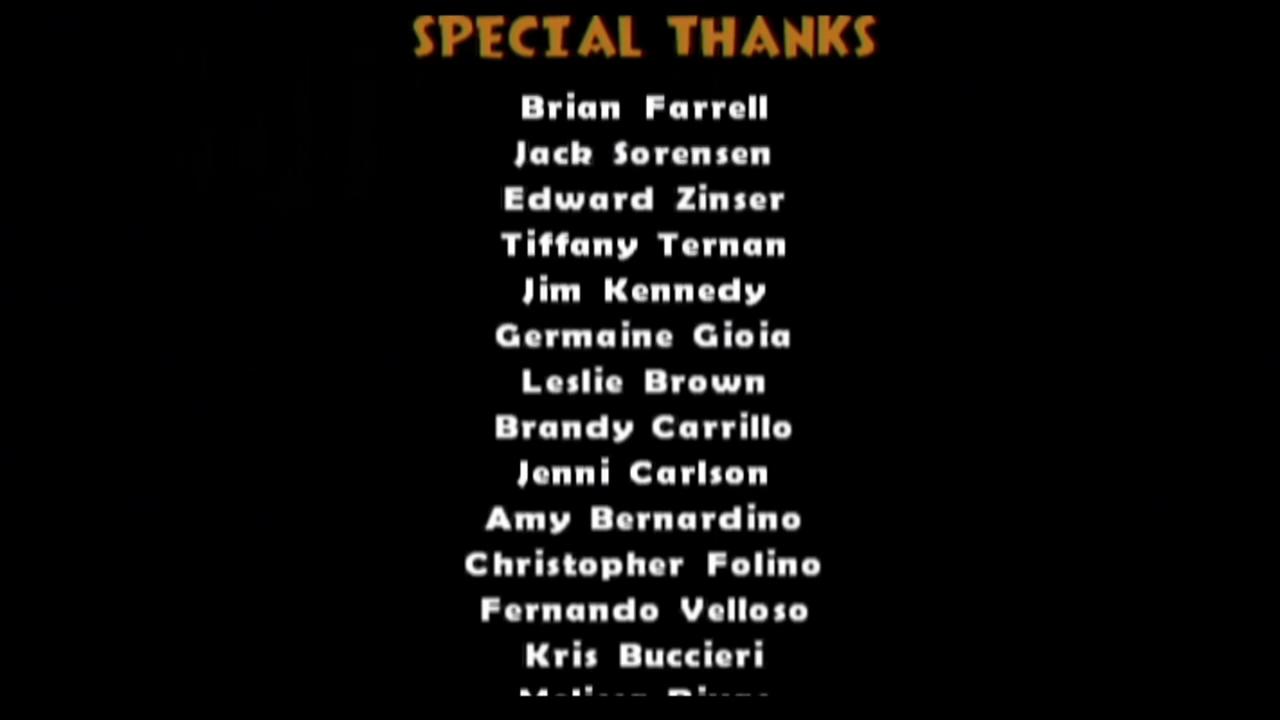 SPECIAL THANKS
Brian Farrell
Jack Sorensen
Edward Zinser
Tiffany Ternan
Jim Kennedy
Germaine Gioia
Leslie Brown
Brandy Carrillo
Jenni Carlson
Amy Bernardino
Christopher Folino
Fernando Velloso
Kris Buccieri